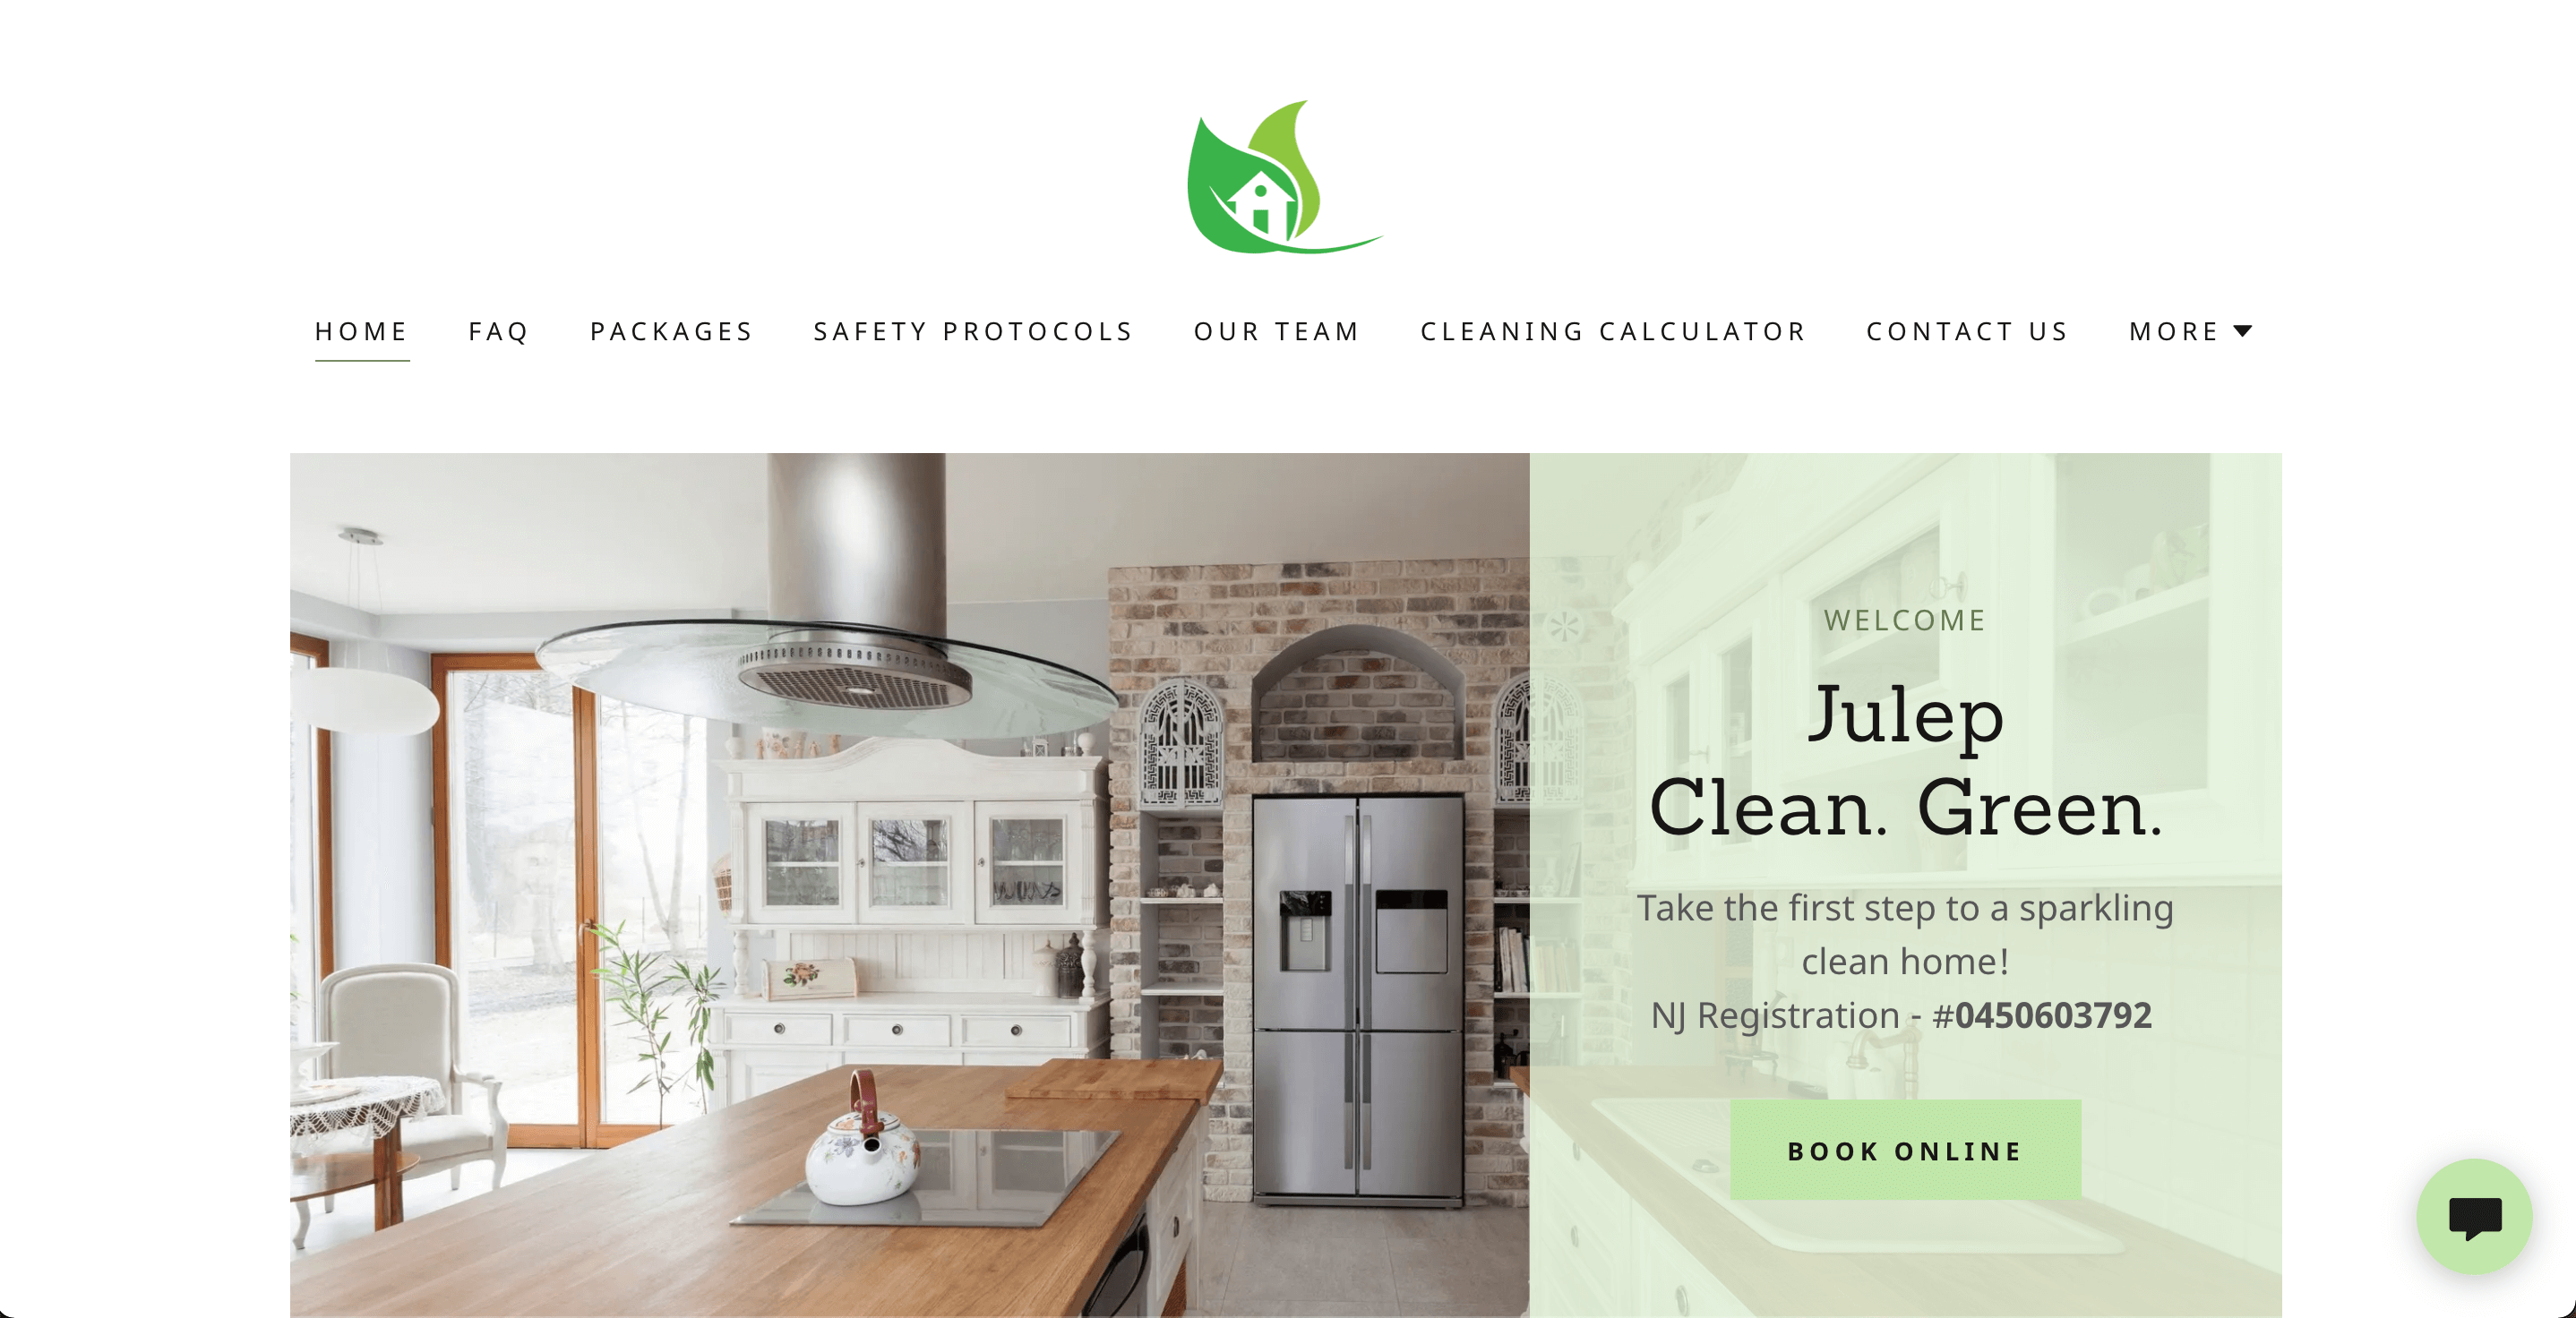 HOME FAQ PACKAGES SAFETY PROTOCOLS OUR TEAM CLEANING CALCULATOR CONTACT US MORE
WELCOME
Julep
Clean. Green.
Take the first step to a sparkling
clean home!
NJ Registration - #0450603792
BOOK ONLINE